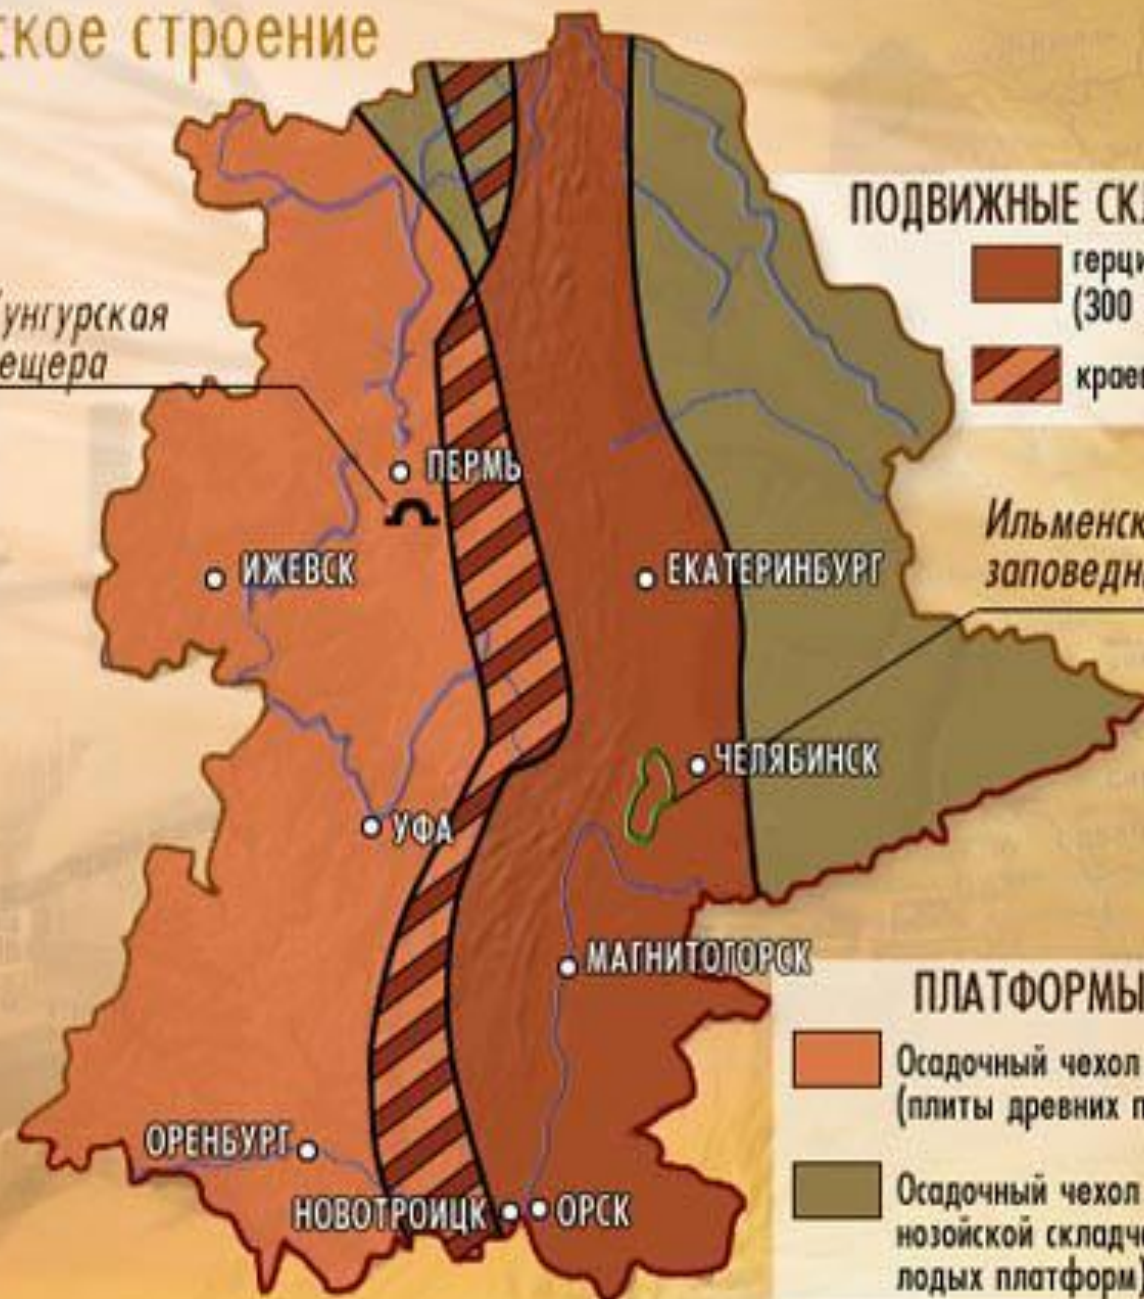 ское строение
ПОДВИЖНЫЕ СК
герци
(300
краев
унгурская
ещера
ПЕРМЬ
ИЖЕВСК
ЕКАТЕРИНБУРГ
Ильменск
заповедн
ЧЕЛЯБИНСК
УФА
МАГНИТОГОРСК
ПЛАТФОРМЫ
Осадочный чехол
(плиты древних п
ОРЕНБУРГ
НОВОТРОИЦК
ОРСК
Осадочный чехол
нозойской складч
лодых платформ)